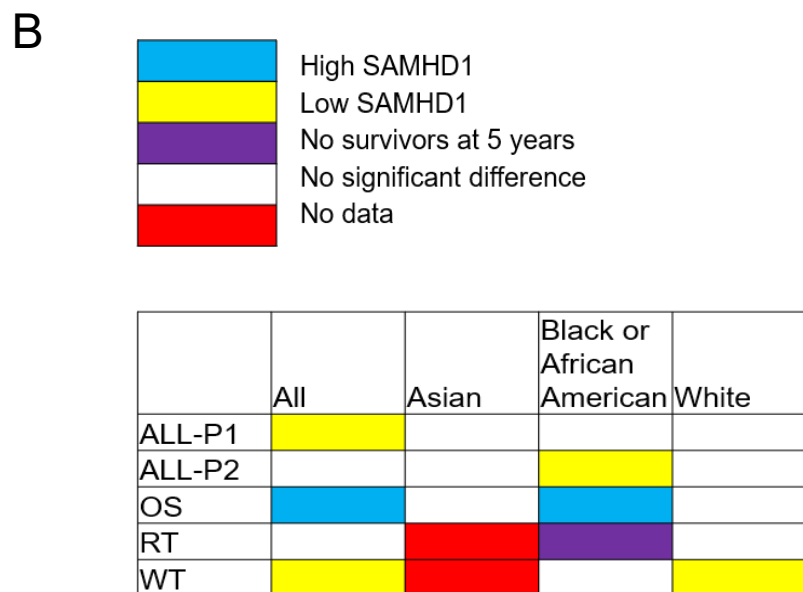 B
High SAMHD1
Low SAMHD1
No survivors at 5 years
No significant difference
No data
Black or
African
All Asian American White
ALL-P1
ALL-P2
OS
RT
WT